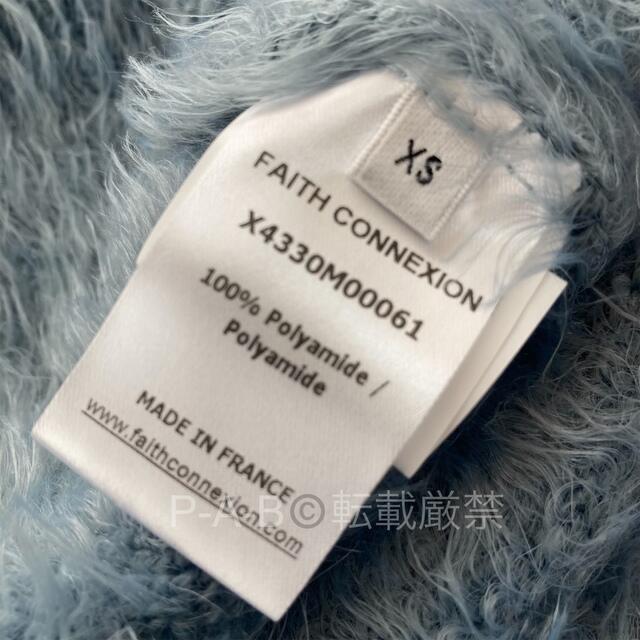 XS
FAITH CONNEXION
X4330M00061
100% Polyamide /
Polyamide
MADE IN FRANCE
www.faithconnexion.com
P-A-B©転載厳禁